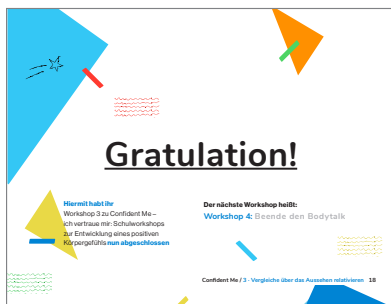 Gratulation!
Hiermit habt ihr
Workshop 3 zu Confident Me –
ich vertraue mir: Schulworkshops
zur Entwicklung eines positiven
Körpergefühls nun abgeschlossen
Der nächste Workshop heißt:
Workshop 4: Beende den Bodytalk
Confident Me / 3 - Vergleiche über das Aussehen relativieren 18